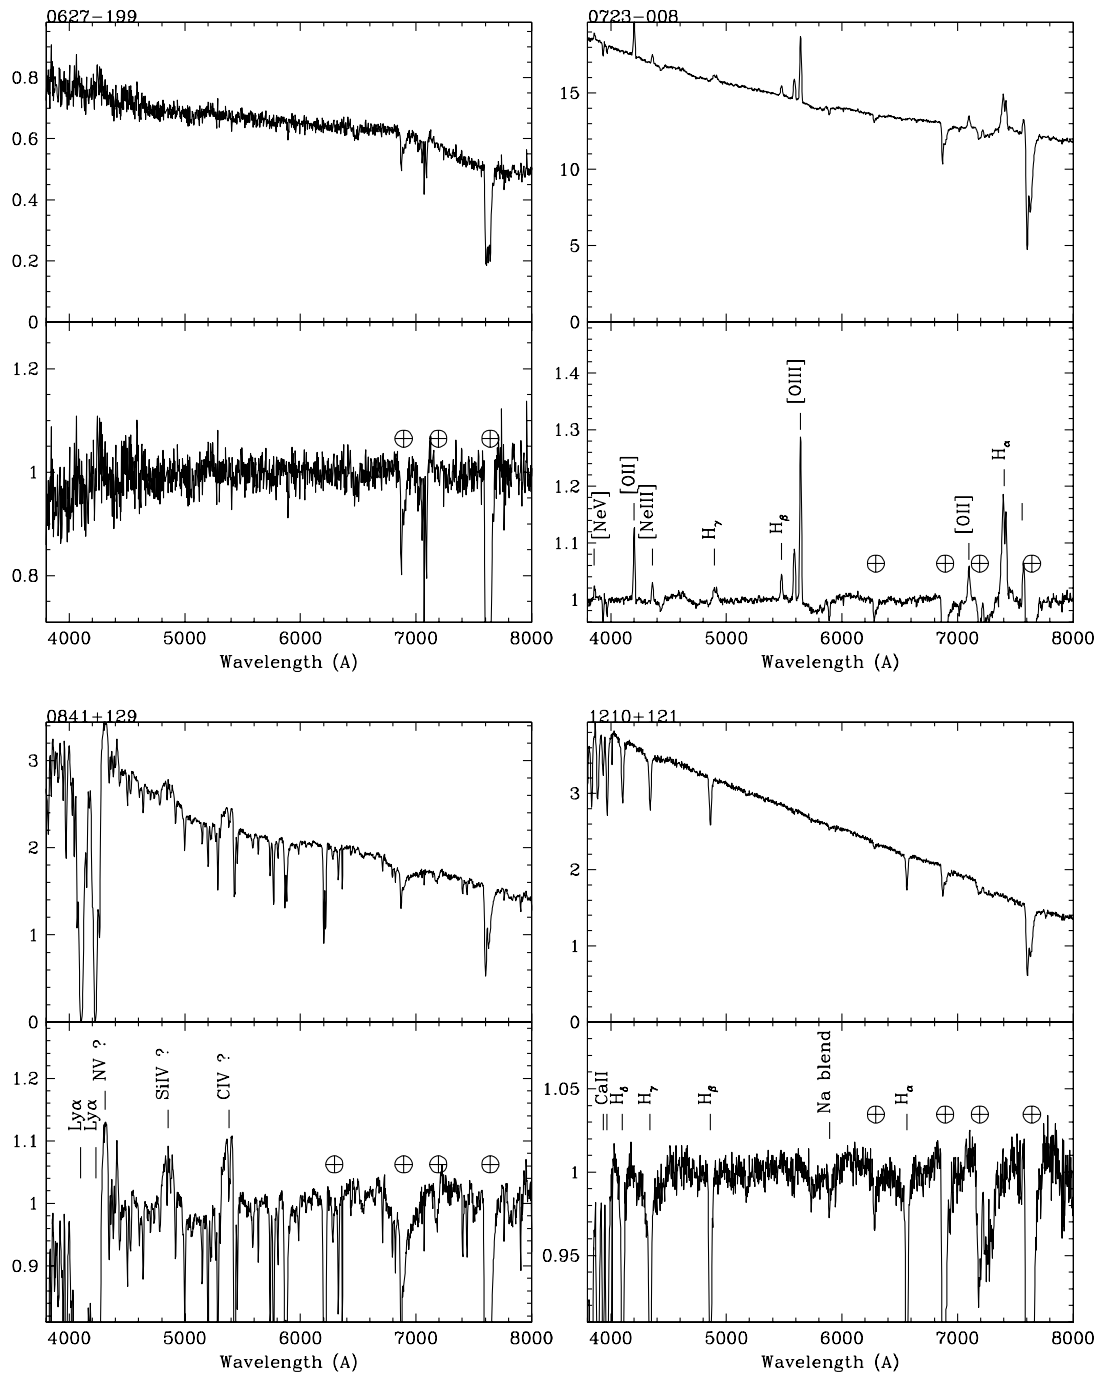 0627−199
0.8
0.6
0.4
0.2
0
1.2
1
0.8
4000 5000 6000 7000 8000
Wavelength (A)
0723−008
15
10
5
0
1.4
1.3
1.2
1.1
1
[NeV]
[OII]
[NeIII]
Hγ
Hβ
[OIII]
[OII]
Hα
4000 5000 6000 7000 8000
Wavelength (A)
0841+129
3
2
1
0
1.2
1.1
1
0.9
Lyα
Lyα
NV ?
SiIV ?
CIV ?
4000 5000 6000 7000 8000
Wavelength (A)
1210+121
3
2
1
0
1.05
1
0.95
CaII
Hδ
Hγ
Hβ
Na blend
Hα
4000 5000 6000 7000 8000
Wavelength (A)